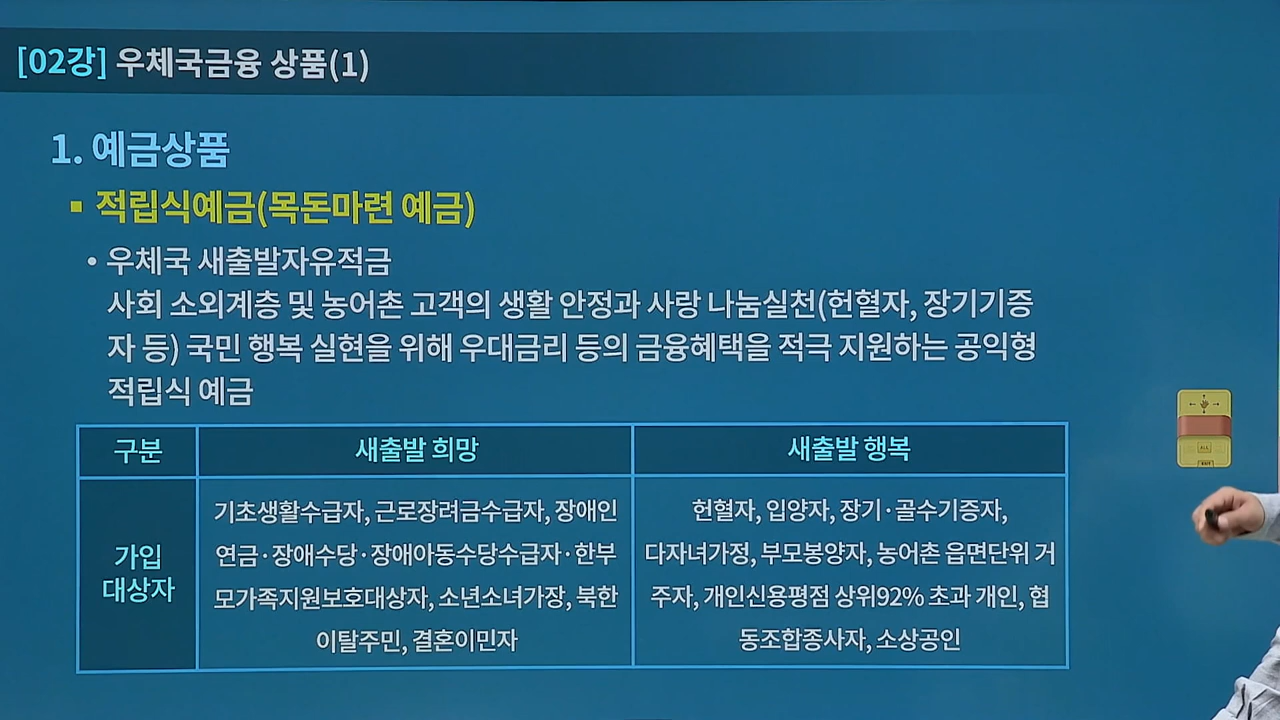 [02강] 우체국금융 상품(1)
1. 예금상품
▪ 적립식예금(목돈마련 예금)
• 우체국 새출발자유적금
사회 소외계층 및 농어촌 고객의 생활 안정과 사랑 나눔실천(헌혈자, 장기기증
자 등) 국민 행복 실현을 위해 우대금리 등의 금융혜택을 적극 지원하는 공익형
적립식 예금
구분 새출발 희망 새출발 행복
가입
대상자
기초생활수급자, 근로장려금수급자, 장애인
연금·장애수당·장애아동수당수급자·한부
모가족지원보호대상자, 소년소녀가장, 북한
이탈주민, 결혼이민자
헌혈자, 입양자, 장기·골수기증자,
다자녀가정, 부모봉양자, 농어촌 읍면단위 거
주자, 개인신용평점 상위92% 초과 개인, 협
동조합종사자, 소상공인